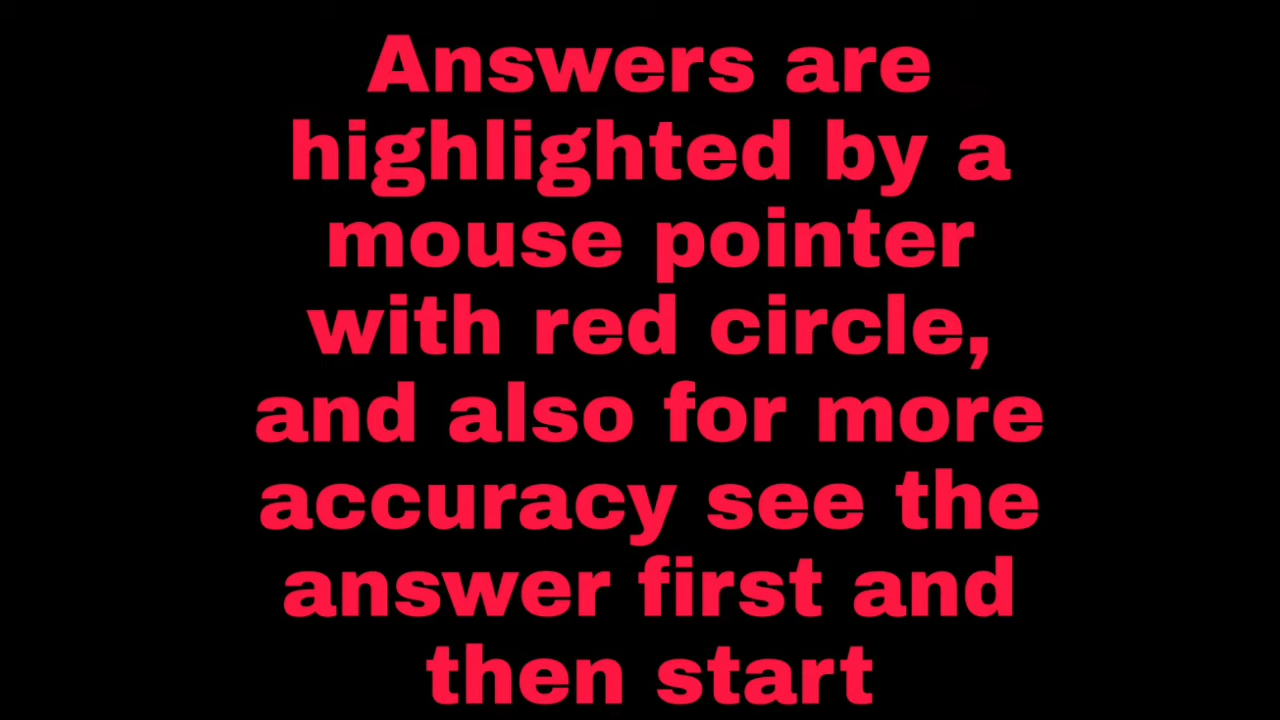 Answers are
highlighted by a
mouse pointer
with red circle,
and also for more
accuracy see the
answer first and
then start